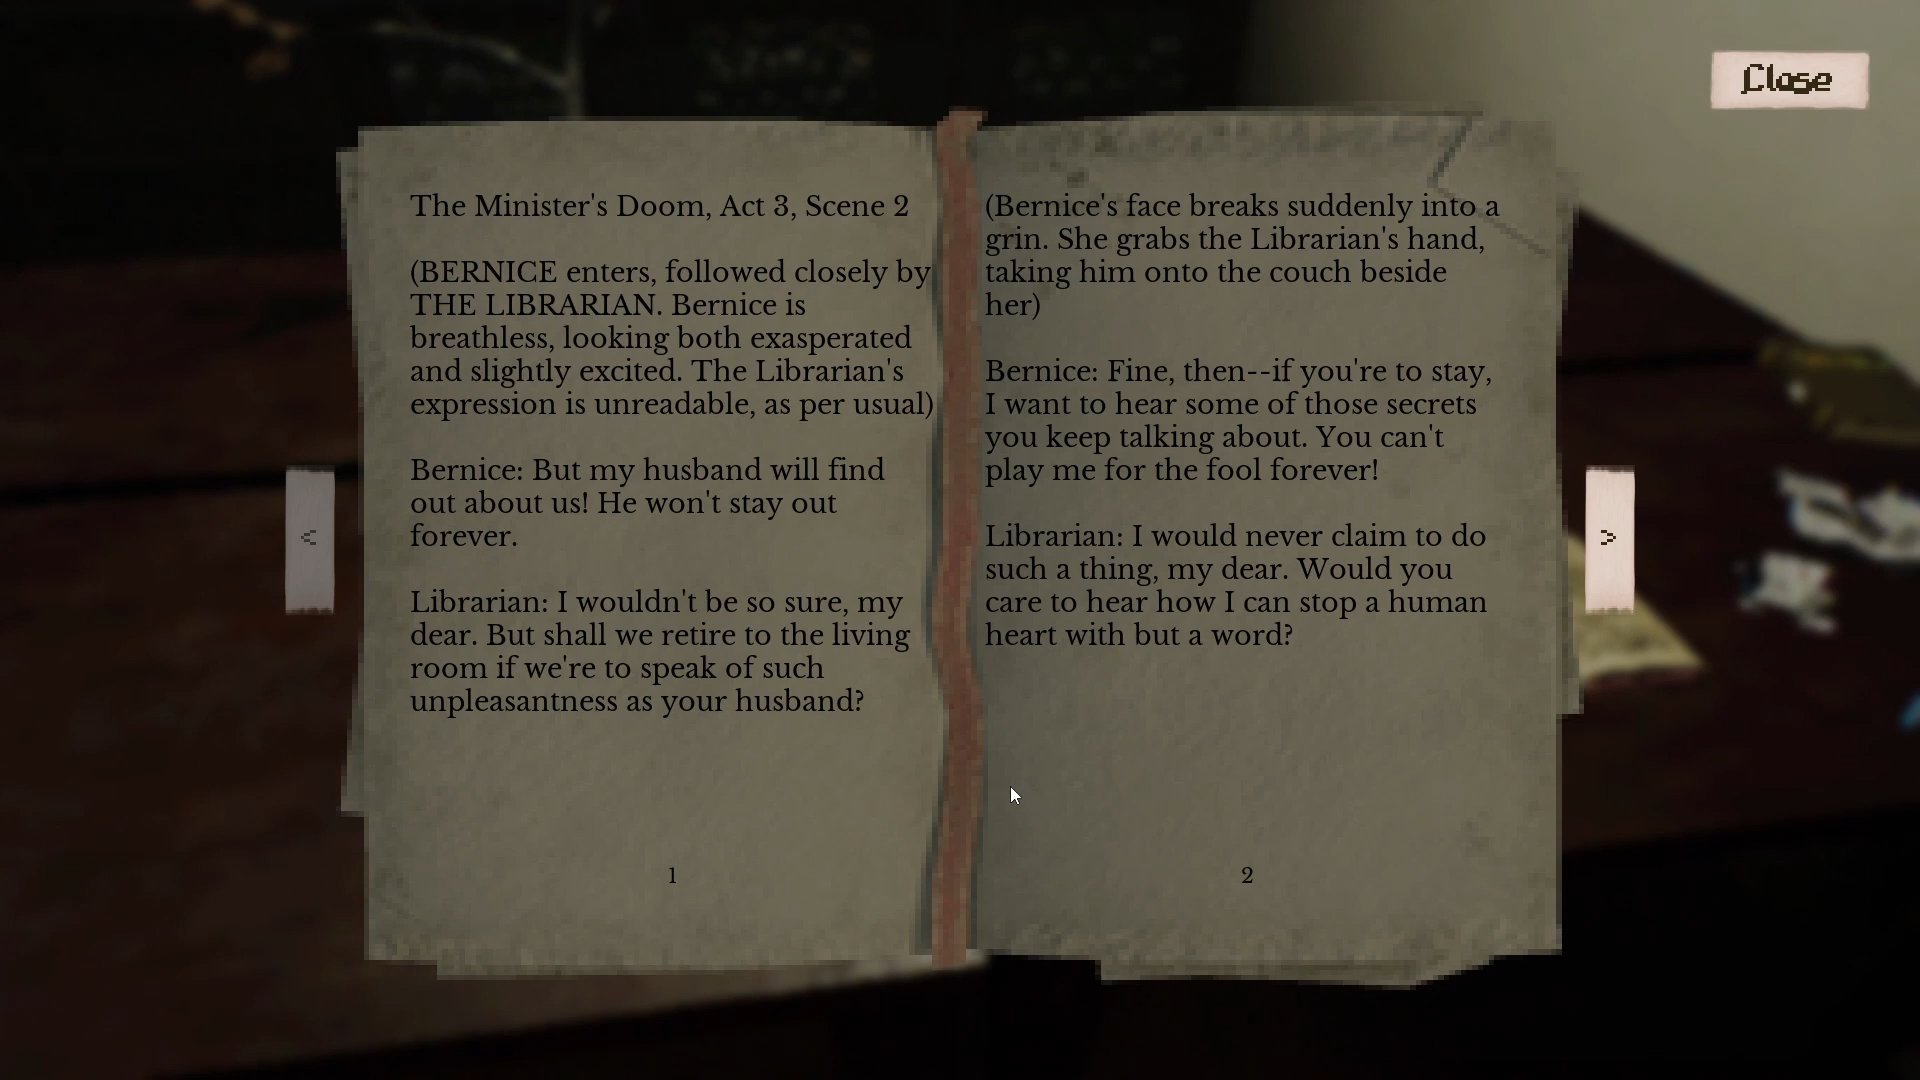 Close
The Minister's Doom, Act 3, Scene 2
(BERNICE enters, followed closely by
THE LIBRARIAN. Bernice is
breathless, looking both exasperated
and slightly excited. The Librarian's
expression is unreadable, as per usual)
Bernice: But my husband will find
out about us! He won't stay out
forever.
Librarian: I wouldn't be so sure, my
dear. But shall we retire to the living
room if we're to speak of such
unpleasantness as your husband?
1
(Bernice's face breaks suddenly into a
grin. She grabs the Librarian's hand,
taking him onto the couch beside
her)
Bernice: Fine, then--if you're to stay,
I want to hear some of those secrets
you keep talking about. You can't
play me for the fool forever!
Librarian: I would never claim to do
such a thing, my dear. Would you
care to hear how I can stop a human
heart with but a word?
2
<
>